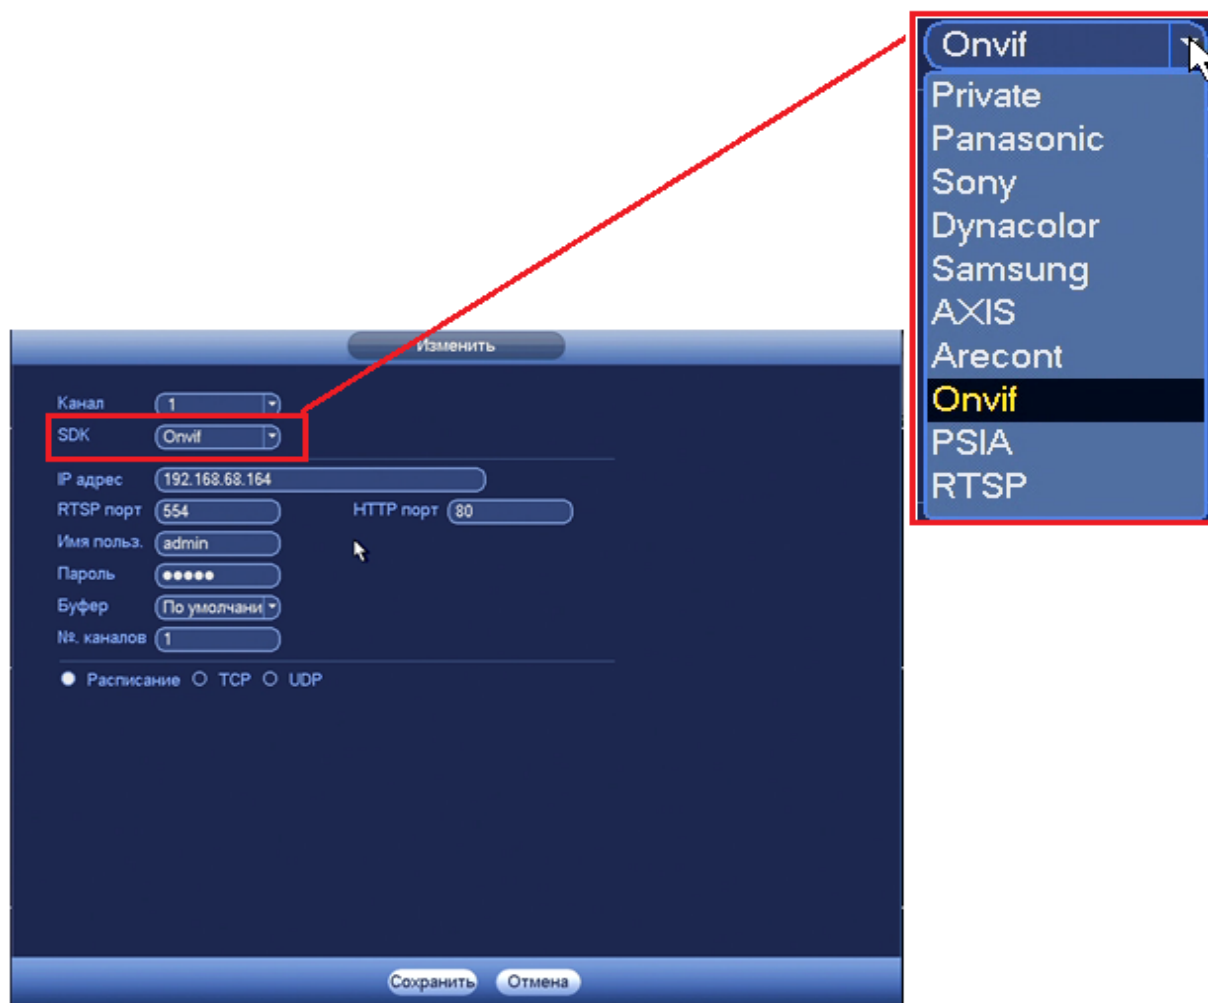 Onvif
Private
Panasonic
Sony
Dynacolor
Samsung
AXIS
Arecont
Onvif
PSIA
RTSP
Изменить
Канал 1
SDK Onvif
IP адрес 192.168.68.164
RTSP порт 554 HTTP порт 80
Имя польз. admin
Пароль •••••
Буфер По умолчани
№. каналов 1
Расписание TCP UDP
Сохранить Отмена